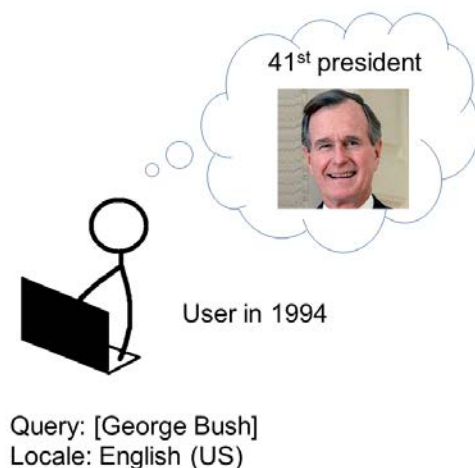 41st president
User in 1994
Query: [George Bush]
Locale: English (US)